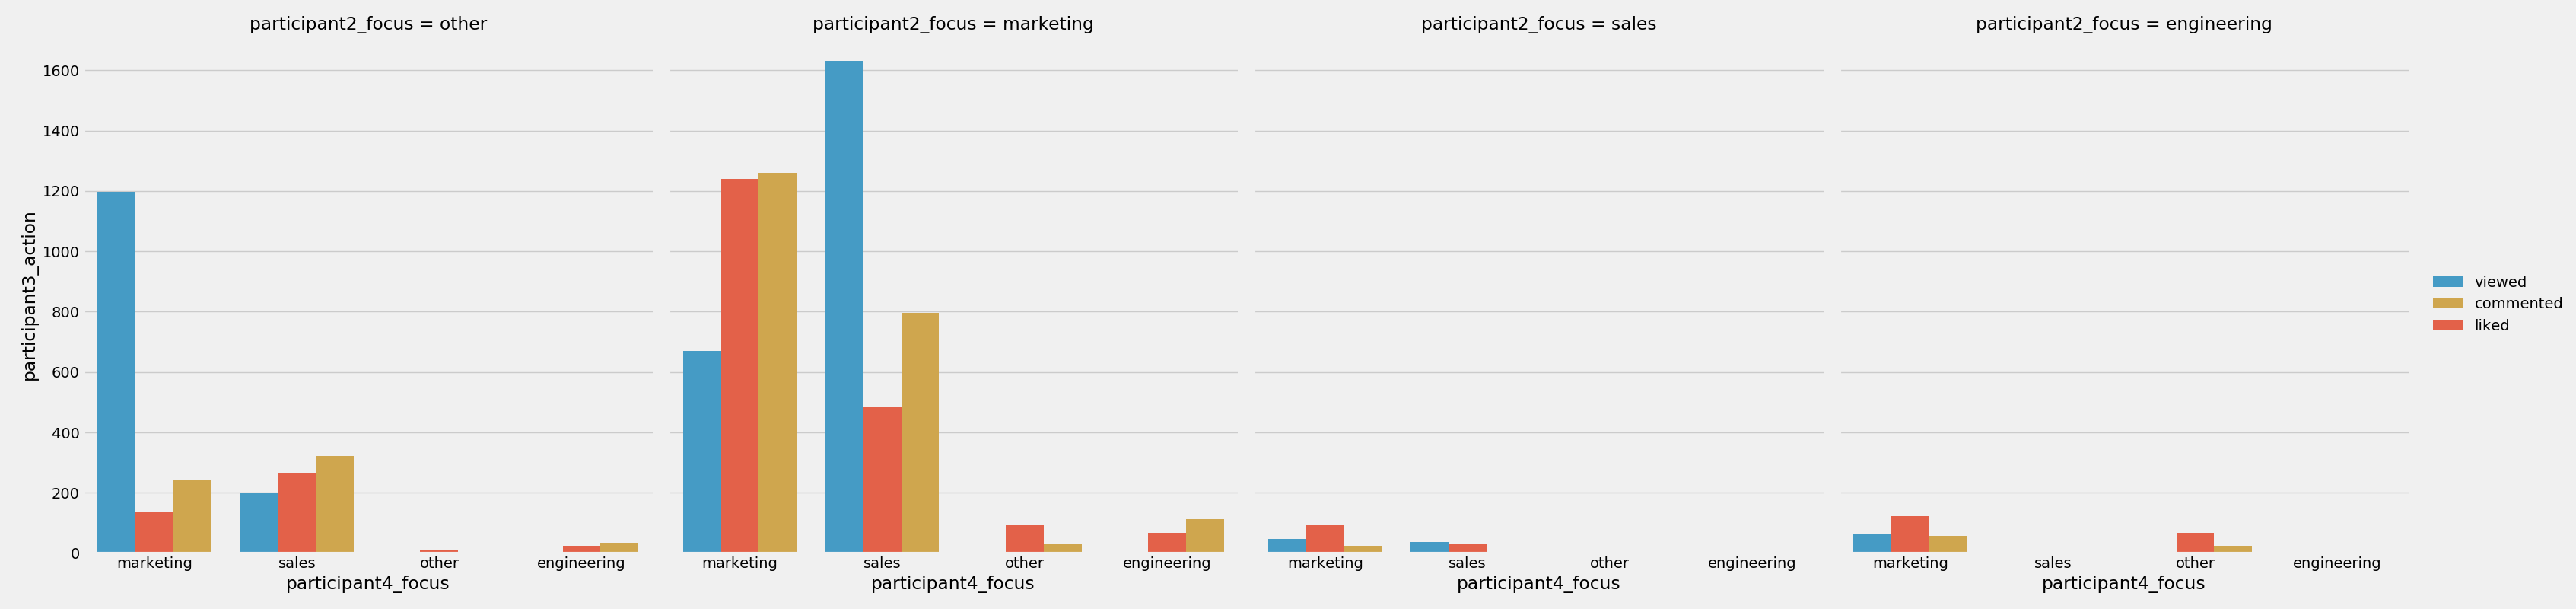 participant2_focus = other
participant2_focus = marketing
participant2_focus = sales
participant2_focus = engineering
participant3_action
1600
1400
1200
1000
800
600
400
200
0
viewed
commented
liked
marketing sales other engineering
marketing sales other engineering
marketing sales other engineering
marketing sales other engineering
participant4_focus
participant4_focus
participant4_focus
participant4_focus